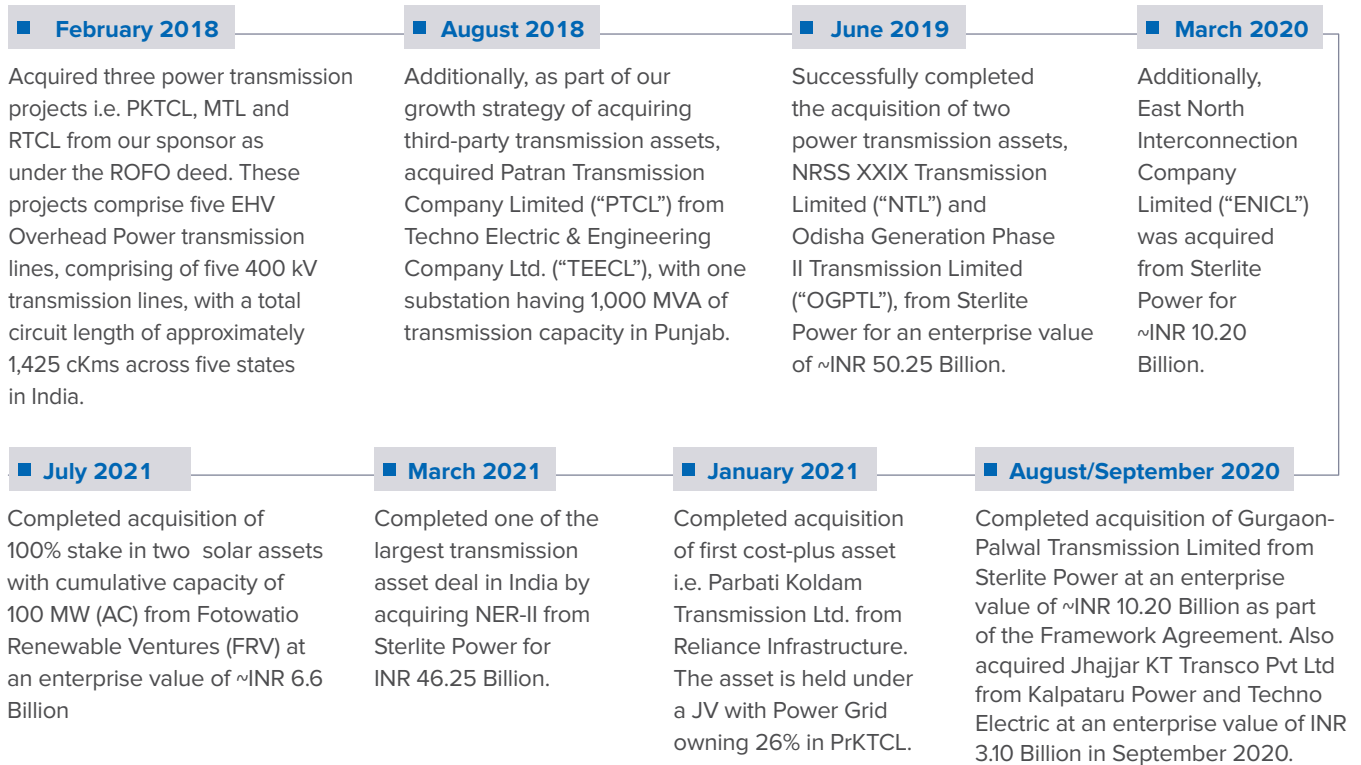 February 2018
Acquired three power transmission
projects i.e. PKTCL, MTL and
RTCL from our sponsor as
under the ROFO deed. These
projects comprise five EHV
Overhead Power transmission
lines, comprising of five 400 kV
transmission lines, with a total
circuit length of approximately
1,425 cKms across five states
in India.
August 2018
Additionally, as part of our
growth strategy of acquiring
third-party transmission assets,
acquired Patran Transmission
Company Limited (“PTCL”) from
Techno Electric & Engineering
Company Ltd. (“TEECL”), with one
substation having 1,000 MVA of
transmission capacity in Punjab.
June 2019
Successfully completed
the acquisition of two
power transmission assets,
NRSS XXIX Transmission
Limited (“NTL”) and
Odisha Generation Phase
II Transmission Limited
(“OGPTL”), from Sterlite
Power for an enterprise value
of ~INR 50.25 Billion.
March 2020
Additionally,
East North
Interconnection
Company
Limited (“ENICL”)
was acquired
from Sterlite
Power for
~INR 10.20
Billion.
August/September 2020
Completed acquisition of Gurgaon-
Palwal Transmission Limited from
Sterlite Power at an enterprise
value of ~INR 10.20 Billion as part
of the Framework Agreement. Also
acquired Jhajjar KT Transco Pvt Ltd
from Kalpataru Power and Techno
Electric at an enterprise value of INR
3.10 Billion in September 2020.
January 2021
Completed acquisition
of first cost-plus asset
i.e. Parbati Koldam
Transmission Ltd. from
Reliance Infrastructure.
The asset is held under
a JV with Power Grid
owning 26% in PrKTCL.
March 2021
Completed one of the
largest transmission
asset deal in India by
acquiring NER-II from
Sterlite Power for
INR 46.25 Billion.
July 2021
Completed acquisition of
100% stake in two solar assets
with cumulative capacity of
100 MW (AC) from Fotowatio
Renewable Ventures (FRV) at
an enterprise value of ~INR 6.6
Billion